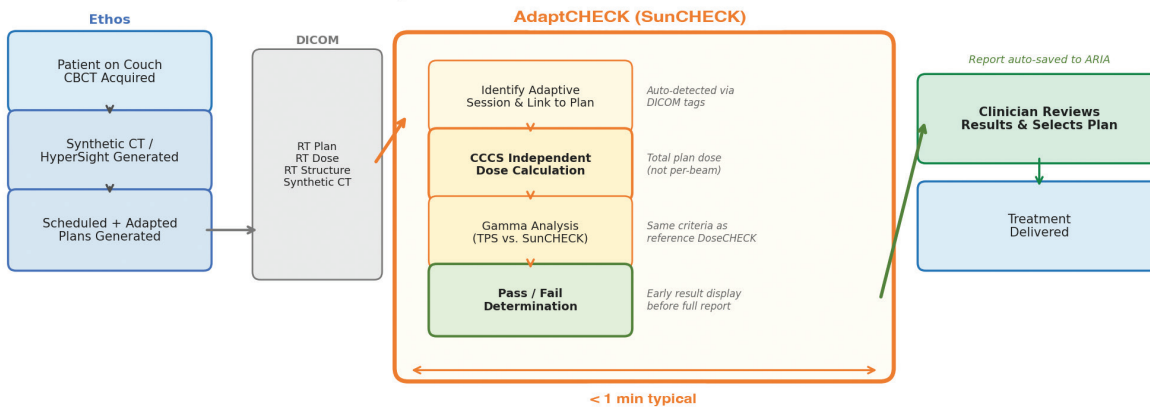 Ethos
Patient on Couch
CBCT Acquired
Synthetic CT /
HyperSight Generated
Scheduled + Adapted
Plans Generated
DICOM
RT Plan
RT Dose
RT Structure
Synthetic CT
AdaptCHECK (SunCHECK)
Identify Adaptive
Session & Link to Plan
Auto-detected via
DICOM tags
CCCS Independent
Dose Calculation
Total plan dose
(not per-beam)
Gamma Analysis
(TPS vs. SunCHECK)
Same criteria as
reference DoseCHECK
Pass / Fail
Determination
Early result display
before full report
< 1 min typical
Report auto-saved to ARIA
Clinician Reviews
Results & Selects Plan
Treatment
Delivered